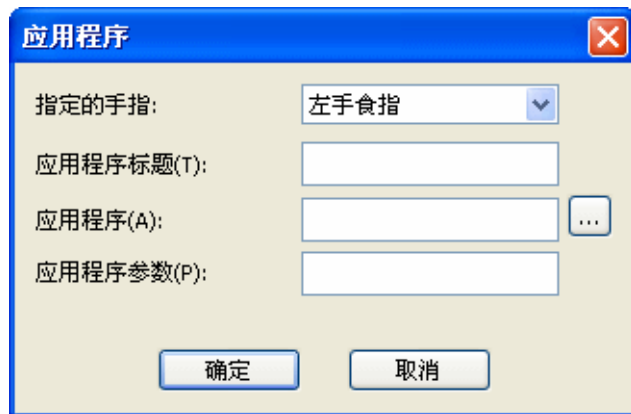 应用程序
指定的手指: 左手食指
应用程序标题(T):
应用程序(A): ...
应用程序参数(P):
确定 取消